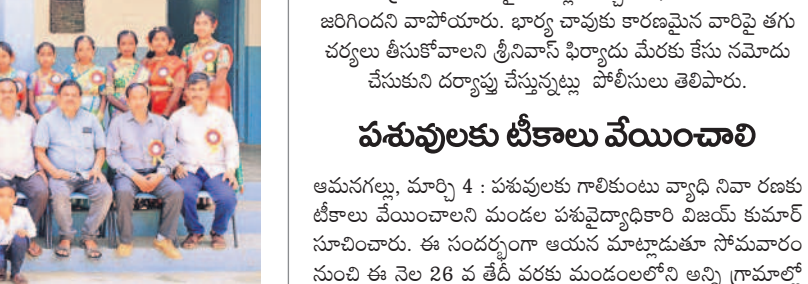 జరిగిందని వాపోయారు. భార్య చావుకు కారణమైన వారిపై తగు
చర్యలు తీసుకోవాలని శ్రీనివాస్ ఫిర్యాదు మేరకు కేసు నమోదు
చేసుకుని దర్యాప్తు చేస్తున్నట్లు పోలీసులు తెలిపారు.
పశువులకు టీకాలు వేయించాలి
ఆమనగల్లు, మార్చి 4 : పశువులకు గాలికుంటు వ్యాధి నివా రణకు
టీకాలు వేయించాలని మండల పశువైద్యాధికారి విజయ్ కుమార్
సూచించారు. ఈ సందర్భంగా ఆయన మాట్లాడుతూ సోమవారం
నుంచి ఈ నెల 26 వ తేదీ వరకు మండంలలోని అన్ని గ్రామాల్లో